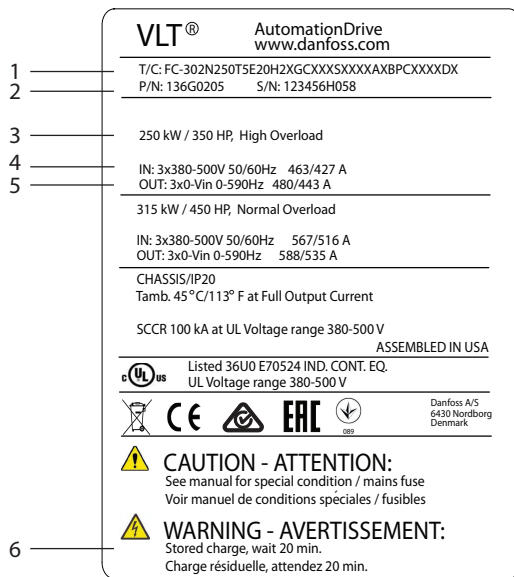 VLT® AutomationDrive
www.danfoss.com
1 T/C: FC-302N250T5E20H2XGCXXXSXXXXAXBPCXXXXDX
2 P/N: 136G0205 S/N: 123456H058
3 250 kW / 350 HP, High Overload
4 IN: 3x380-500V 50/60Hz 463/427 A
5 OUT: 3x0-Vin 0-590Hz 480/443 A
315 kW / 450 HP, Normal Overload
IN: 3x380-500V 50/60Hz 567/516 A
OUT: 3x0-Vin 0-590Hz 588/535 A
CHASSIS/IP20
Tamb. 45°C/113° F at Full Output Current
SCCR 100 kA at UL Voltage range 380-500 V
ASSEMBLED IN USA
c UL us Listed 36U0 E70524 IND. CONT. EQ.
UL Voltage range 380-500 V
CE EAC 089
Danfoss A/S
6430 Nordborg
Denmark
CAUTION - ATTENTION:
See manual for special condition / mains fuse
Voir manuel de conditions spéciales / fusibles
WARNING - AVERTISSEMENT:
6 Stored charge, wait 20 min.
Charge résiduelle, attendez 20 min.